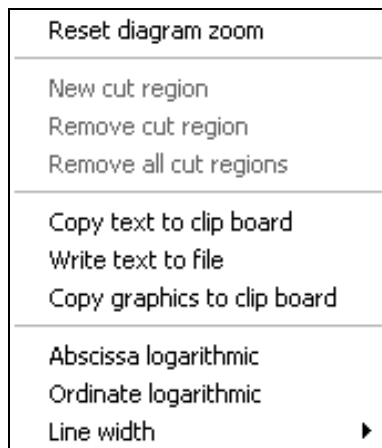 Reset diagram zoom
New cut region
Remove cut region
Remove all cut regions
Copy text to clip board
Write text to file
Copy graphics to clip board
Abscissa logarithmic
Ordinate logarithmic
Line width